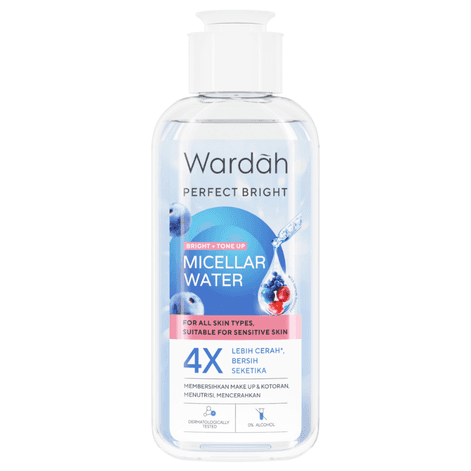 Wardah
PERFECT BRIGHT
BRIGHT + TONE UP
MICELLAR
WATER
FOR ALL SKIN TYPES,
SUITABLE FOR SENSITIVE SKIN
4X
LEBIH CERAH*,
BERSIH
SEKETIKA
MEMBERSIHKAN MAKE UP & KOTORAN,
MENUTRISI, MENCERAHKAN
DERMATOLOGICALLY
TESTED
0% ALCOHOL